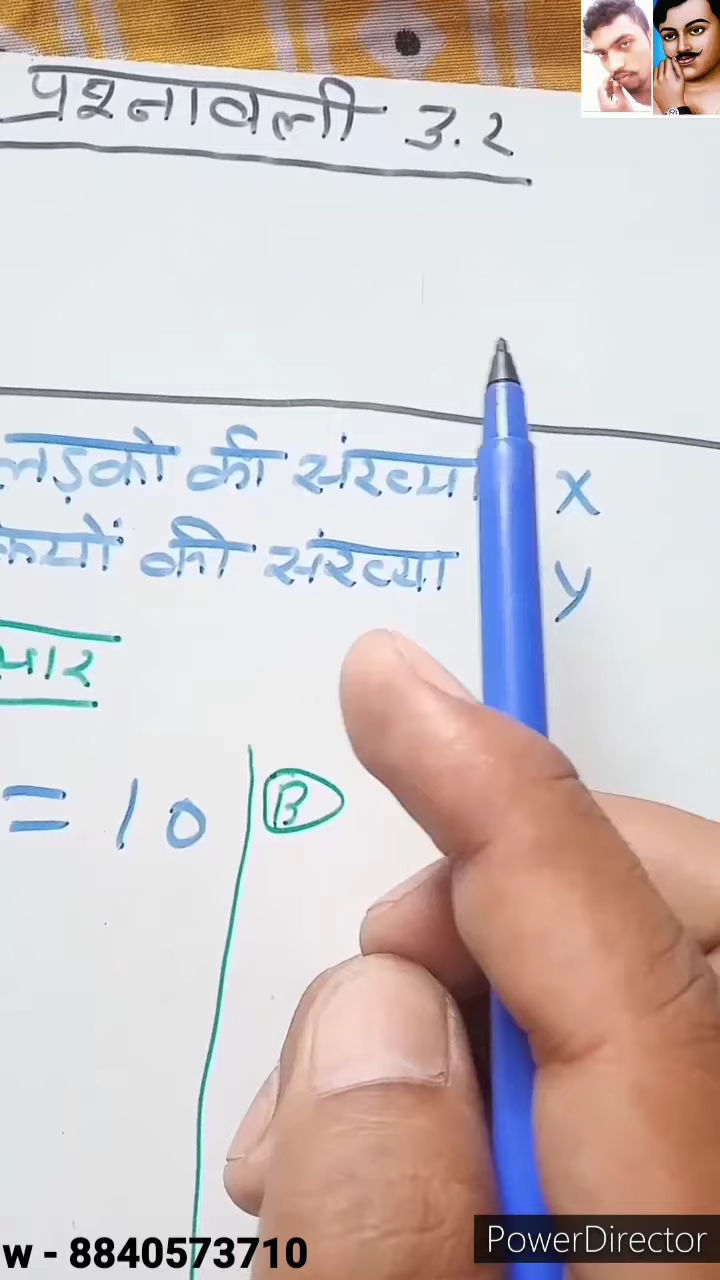 प्रश्नावली 3.2
लड़को की संख्या x
कियों की संख्या y
सार
= 10
B
w - 8840573710
PowerDirector